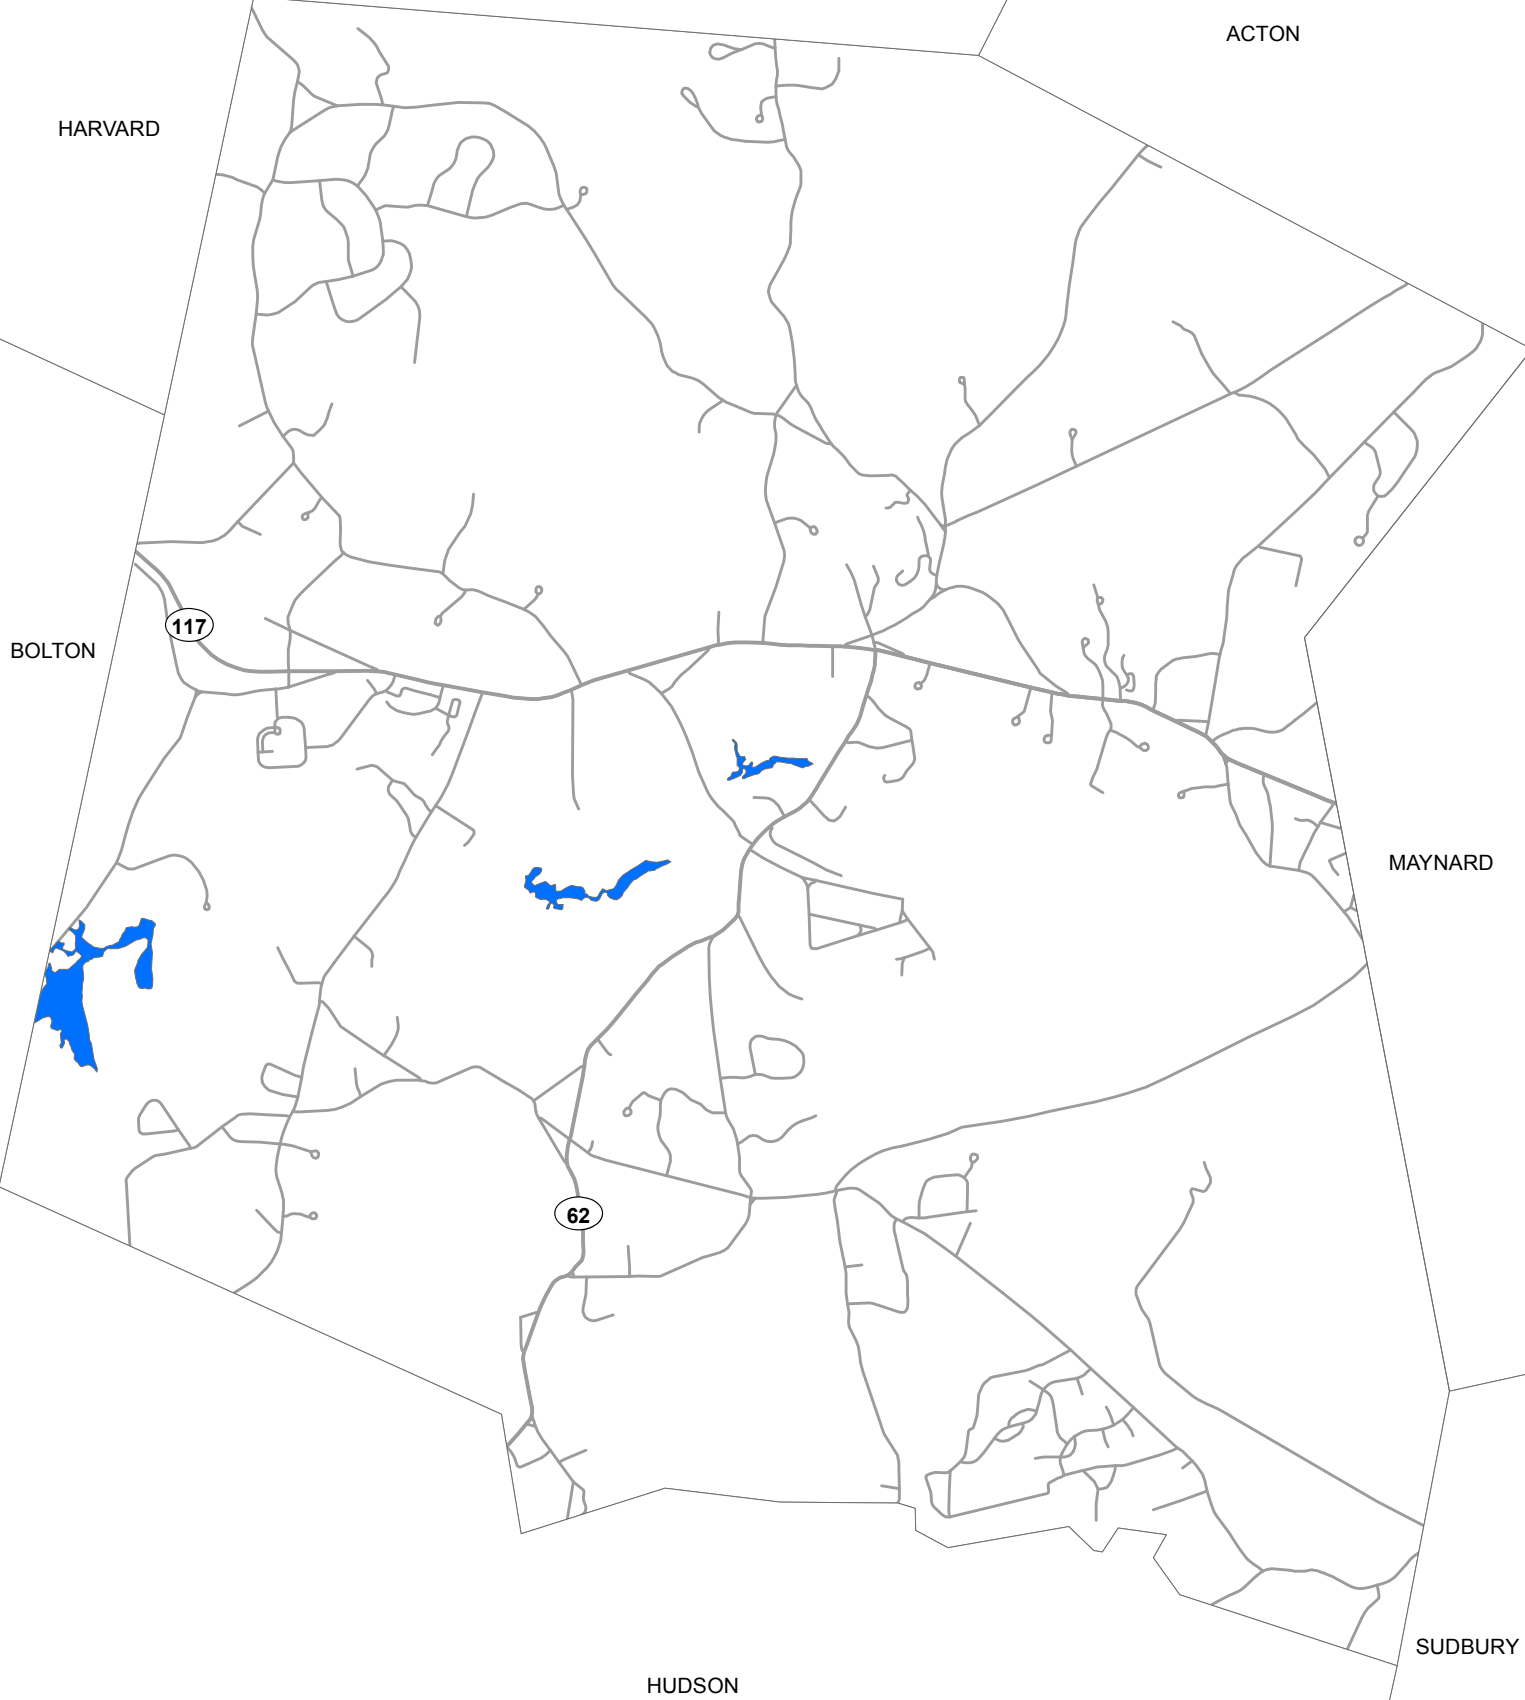 ACTON
HARVARD
117
BOLTON
MAYNARD
62
SUDBURY
HUDSON